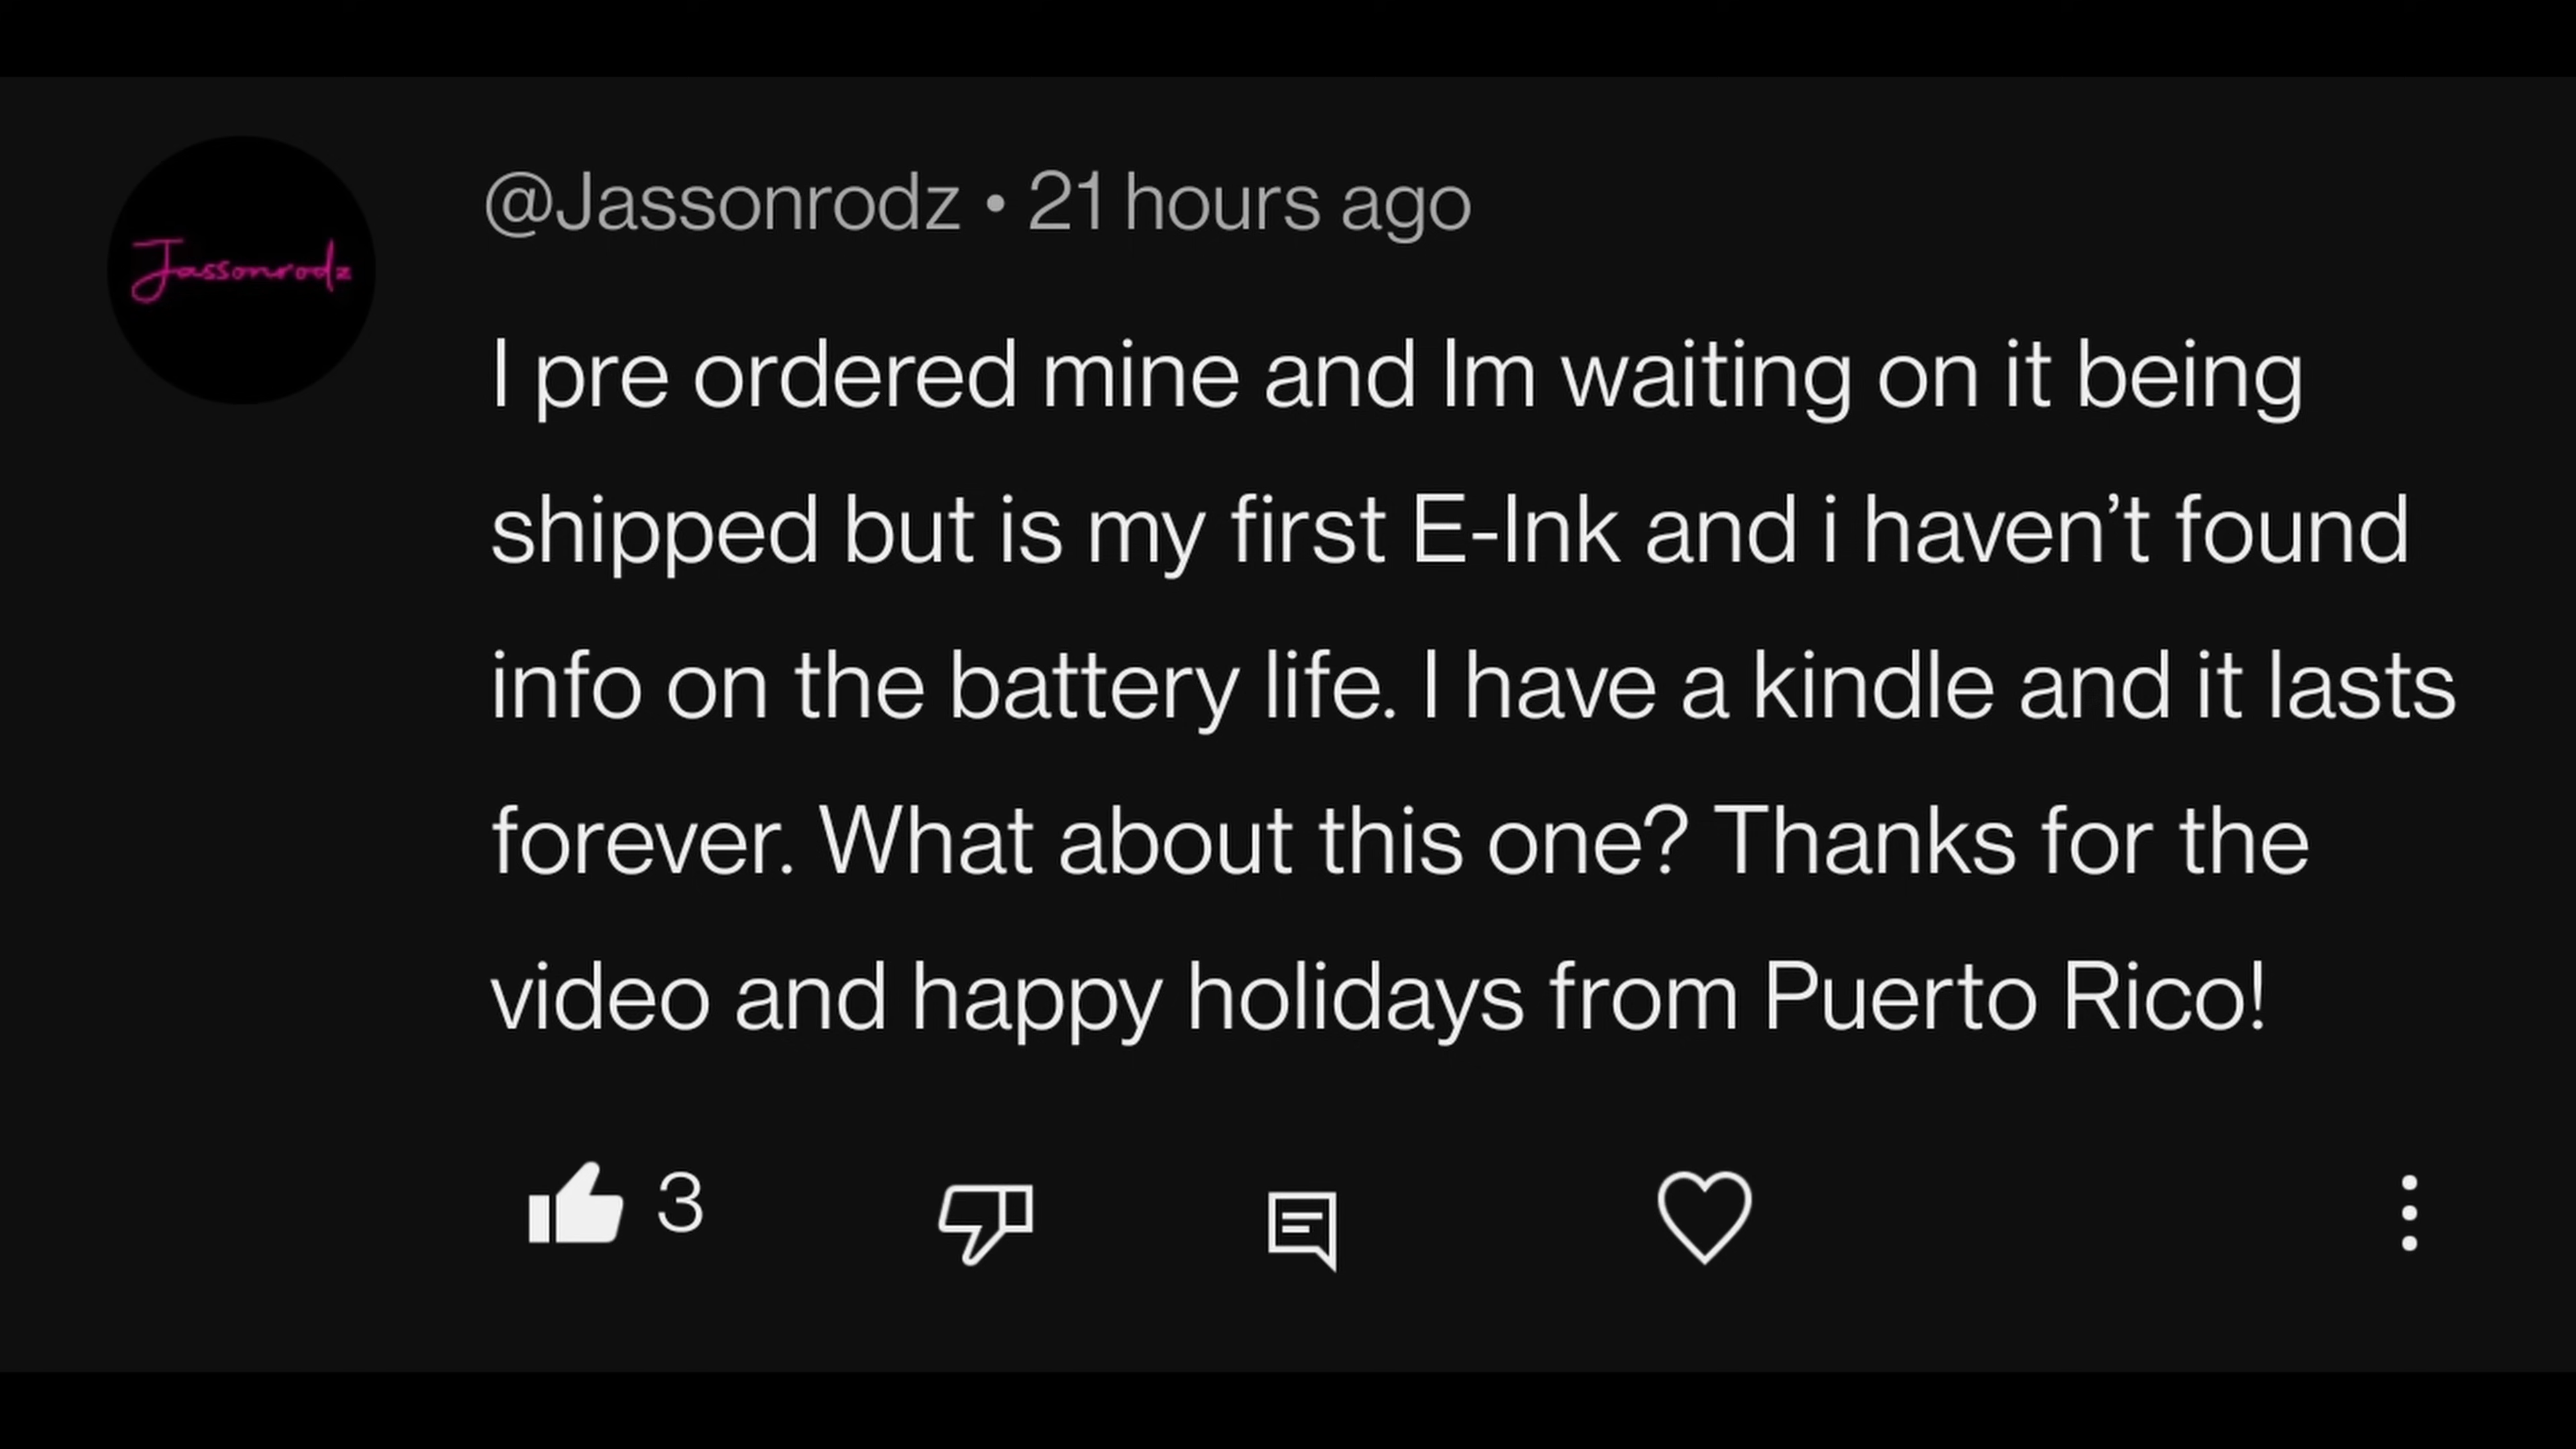 Jassonrodz
@Jassonrodz • 21 hours ago
I pre ordered mine and Im waiting on it being
shipped but is my first E-Ink and i haven’t found
info on the battery life. I have a kindle and it lasts
forever. What about this one? Thanks for the
video and happy holidays from Puerto Rico!
3